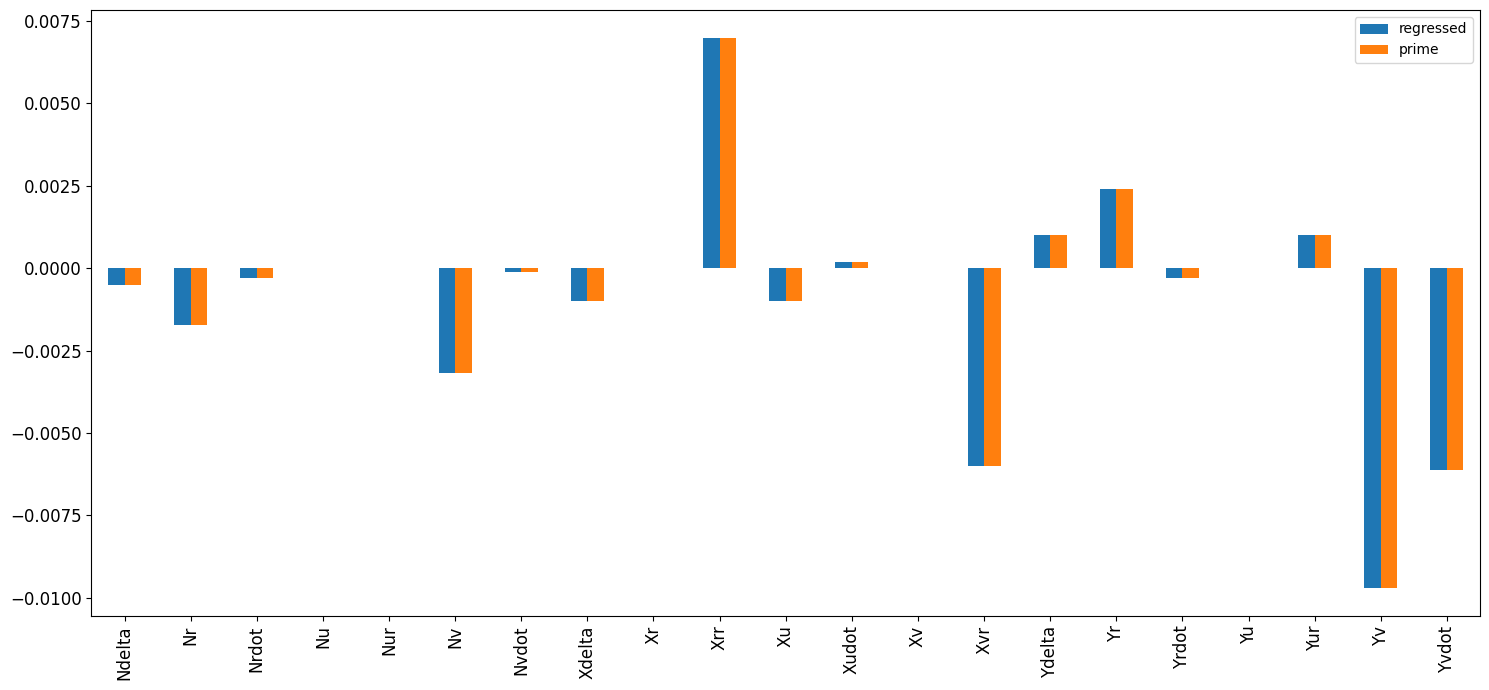 0.0075
0.0050
0.0025
0.0000
−0.0025
−0.0050
−0.0075
−0.0100
regressed
prime
Ndelta
Nr
Nrdot
Nu
Nur
Nv
Nvdot
Xdelta
Xr
Xrr
Xu
Xudot
Xv
Xvr
Ydelta
Yr
Yrdot
Yu
Yur
Yv
Yvdot